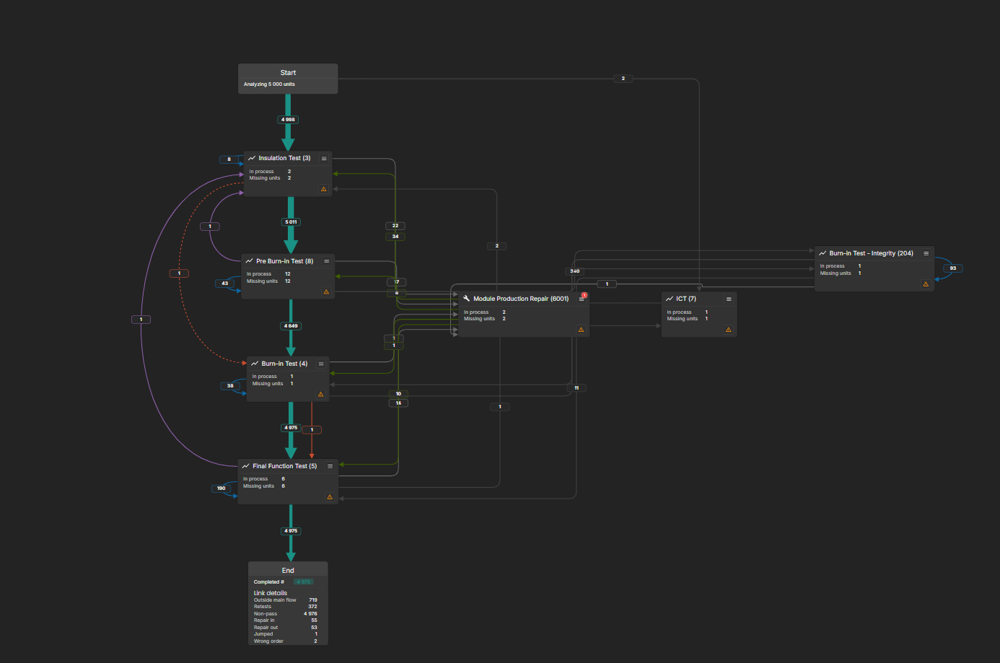 Start
Analyzing 5 000 units
2
4 998
8
Insulation Test (3)
In process 2
Missing units 2
5 011
1
22
34
2
Pre Burn-in Test (8)
In process 12
Missing units 12
43
1
17
8
1
Burn-in Test - Integrity (204)
In process 1
Missing units 1
93
Module Production Repair (6001)
1
In process 2
Missing units 2
ICT (7)
In process 1
Missing units 1
1
4 649
1
1
Burn-in Test (4)
In process 1
Missing units 1
38
11
10
14
1
4 975
1
Final Function Test (5)
In process 6
Missing units 6
190
4 975
End
Completed # 4 975
Link details
Outside main flow 719
Retests 372
Non-pass 4 976
Repair in 55
Repair out 53
Jumped 1
Wrong order 2